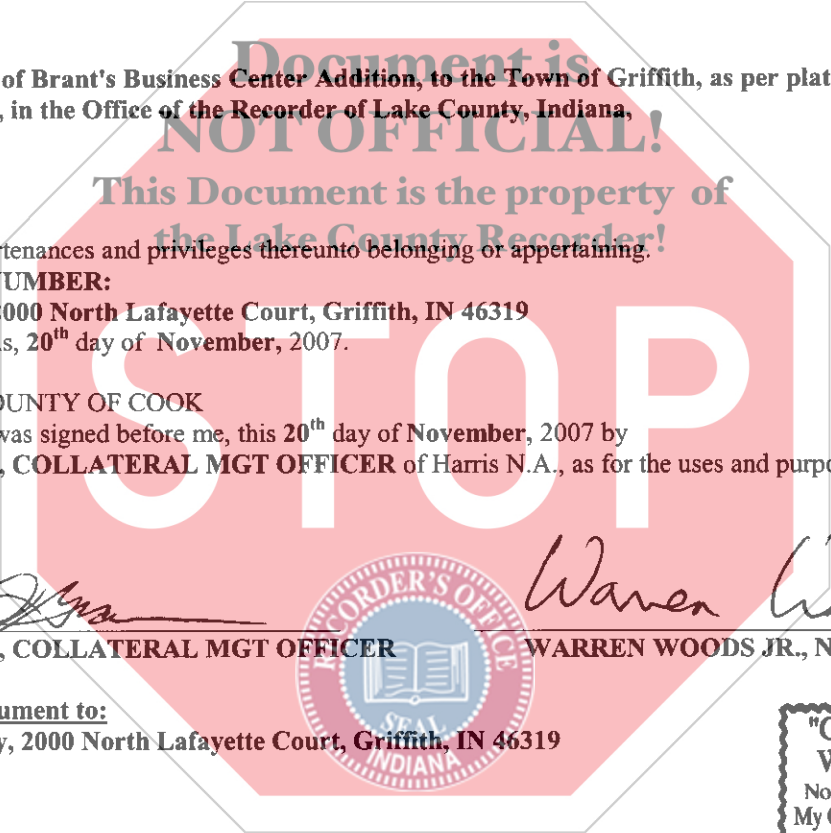 Document is
of Brant's Business Center Addition, to the Town of Griffith, as per plat
, in the Office of the Recorder of Lake County, Indiana,
NOT OFFICIAL!
This Document is the property of
the Lake County Recorder!
rtenances and privileges thereunto belonging or appertaining.
NUMBER:
000 North Lafayette Court, Griffith, IN 46319
is, 20th day of November, 2007.
STOP
OUNTY OF COOK
was signed before me, this 20th day of November, 2007 by
, COLLATERAL MGT OFFICER of Harris N.A., as for the uses and purpo
Warren
, COLLATERAL MGT OFFICER
WARREN WOODS JR., N
RECORDER'S OFFICE
SEAL
INDIANA
ument to:
y, 2000 North Lafayette Court, Griffith, IN 46319
"O
W
No
My C